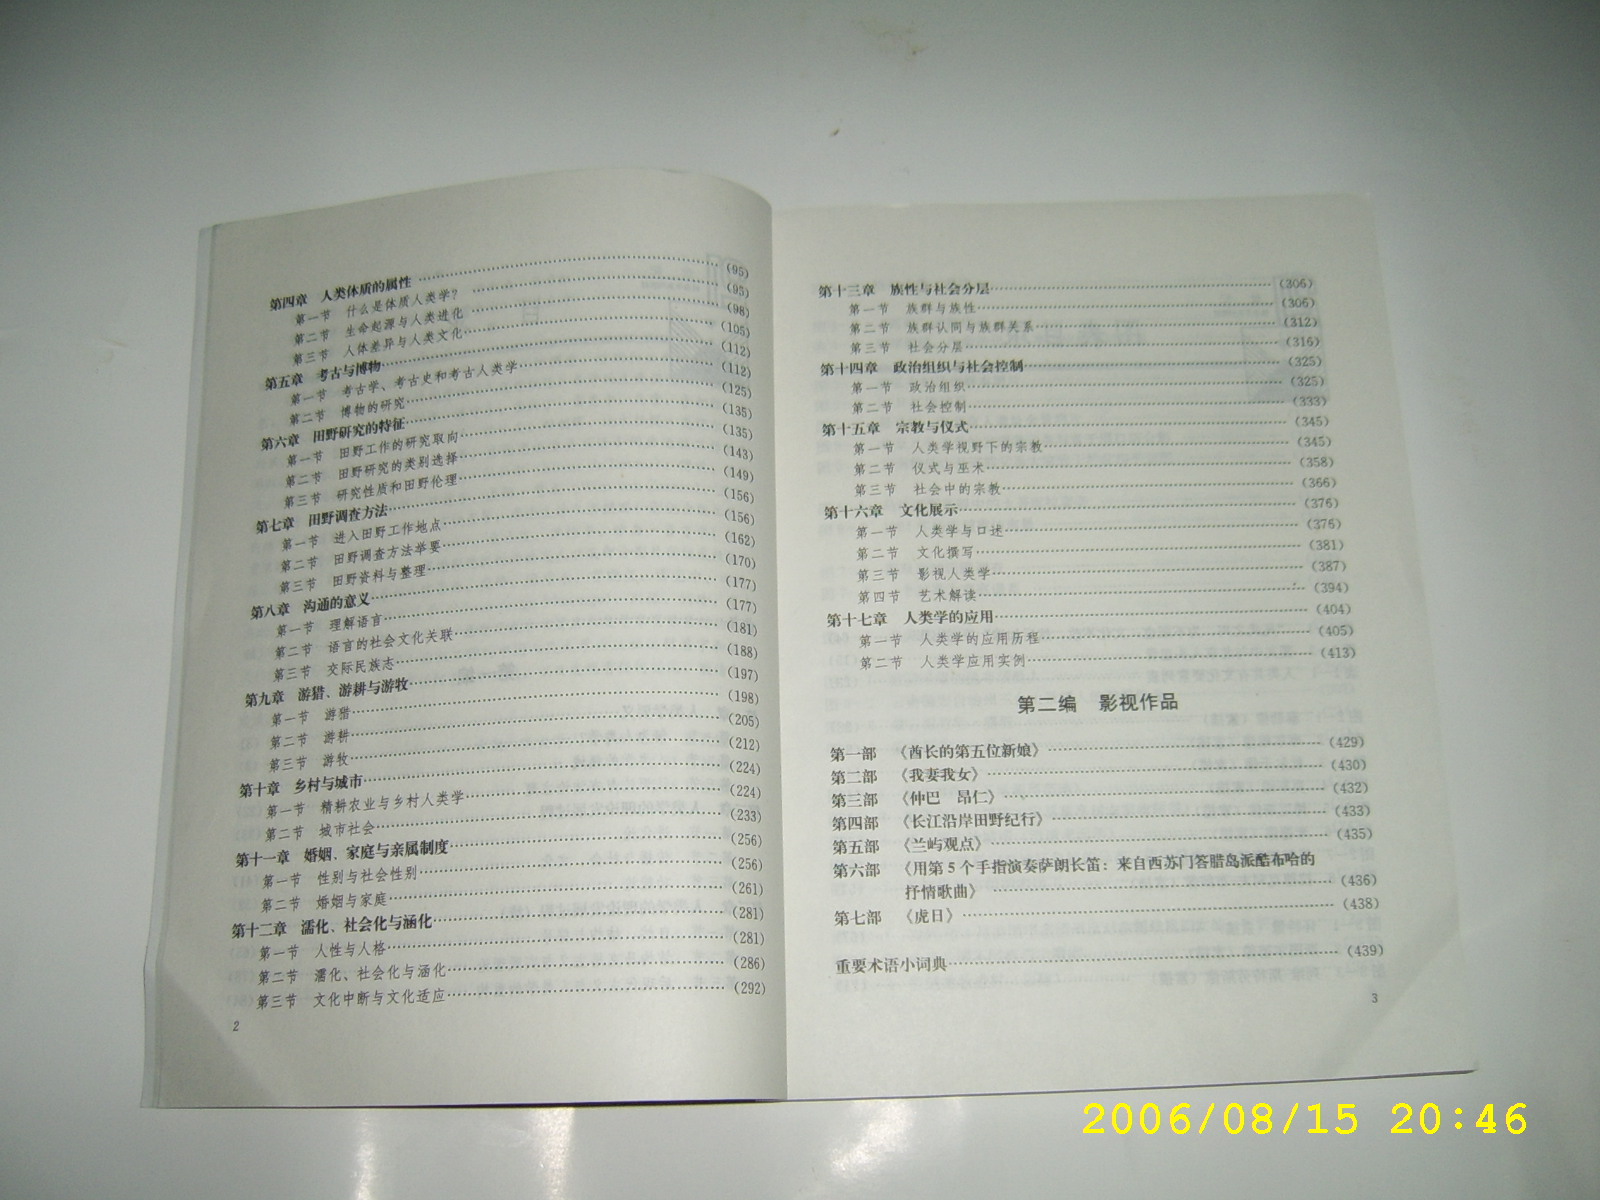 第四章 人类体质的属性……(95)
第一节 什么是体质人类学？……(95)
第二节 生命起源与人类进化……(98)
第三节 人体差异与人类文化……(105)
第五章 考古与博物……(112)
第一节 考古学、考古史和考古人类学……(112)
第二节 博物的研究……(125)
第六章 田野研究的特征……(135)
第一节 田野工作的研究取向……(135)
第二节 田野研究的类别选择……(143)
第三节 研究性质和田野伦理……(149)
第七章 田野调查方法……(156)
第一节 进入田野工作地点……(156)
第二节 田野调查方法举要……(162)
第三节 田野资料与整理……(170)
第八章 沟通的意义……(177)
第一节 理解语言……(177)
第二节 语言的社会文化关联……(181)
第三节 交际民族志……(188)
第九章 游猎、游耕与游牧……(197)
第一节 游猎……(198)
第二节 游耕……(205)
第三节 游牧……(212)
第十章 乡村与城市……(224)
第一节 精耕农业与乡村人类学……(224)
第二节 城市社会……(233)
第十一章 婚姻、家庭与亲属制度……(256)
第一节 性别与社会性别……(256)
第二节 婚姻与家庭……(261)
第十二章 濡化、社会化与涵化……(281)
第一节 人性与人格……(281)
第二节 濡化、社会化与涵化……(286)
第三节 文化中断与文化适应……(292)
2
第十三章 族性与社会分层……(306)
第一节 族群与族性……(306)
第二节 族群认同与族群关系……(312)
第三节 社会分层……(316)
第十四章 政治组织与社会控制……(325)
第一节 政治组织……(325)
第二节 社会控制……(333)
第十五章 宗教与仪式……(345)
第一节 人类学视野下的宗教……(345)
第二节 仪式与巫术……(358)
第三节 社会中的宗教……(366)
第十六章 文化展示……(376)
第一节 人类学与口述……(376)
第二节 文化撰写……(381)
第三节 影视人类学……(387)
第四节 艺术解读……(394)
第十七章 人类学的应用……(404)
第一节 人类学的应用历程……(405)
第二节 人类学应用实例……(413)
第二编 影视作品
第一部 《酋长的第五位新娘》……(429)
第二部 《我妻我女》……(430)
第三部 《仲巴 昂仁》……(432)
第四部 《长江沿岸田野纪行》……(433)
第五部 《兰屿观点》……(435)
第六部 《用第5个手指演奏萨朗长笛：来自西苏门答腊岛派酷布哈的
抒情歌曲》……(436)
第七部 《虎日》……(438)
重要术语小词典……(439)
3
2006/08/15 20:46